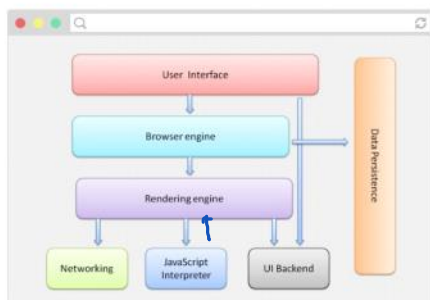 User Interface
Browser engine
Rendering engine
Data Persistence
Networking
JavaScript
Interpreter
UI Backend